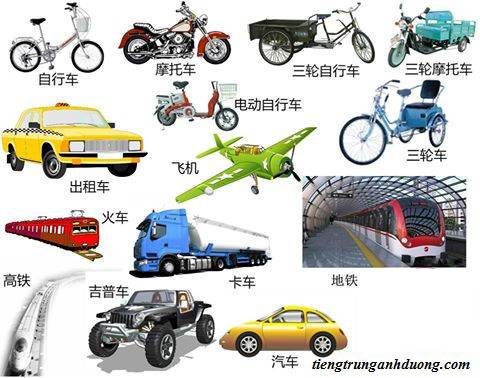 自行车
摩托车
三轮自行车
三轮摩托车
电动自行车
出租车
飞机
三轮车
火车
高铁
卡车
地铁
吉普车
汽车
tiengtrunganhduong.com